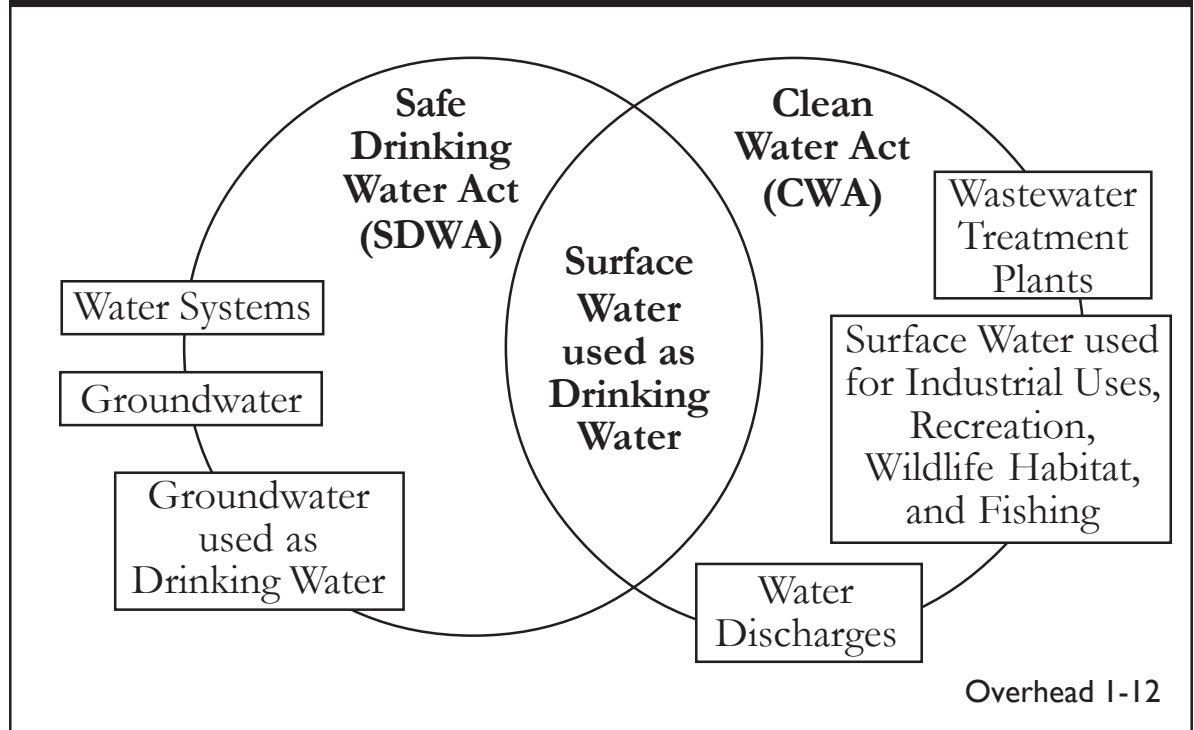 Safe
Drinking
Water Act
(SDWA)
Clean
Water Act
(CWA)
Surface
Water
used as
Drinking
Water
Water Systems
Groundwater
Groundwater
used as
Drinking Water
Wastewater
Treatment
Plants
Surface Water used
for Industrial Uses,
Recreation,
Wildlife Habitat,
and Fishing
Water
Discharges
Overhead 1-12